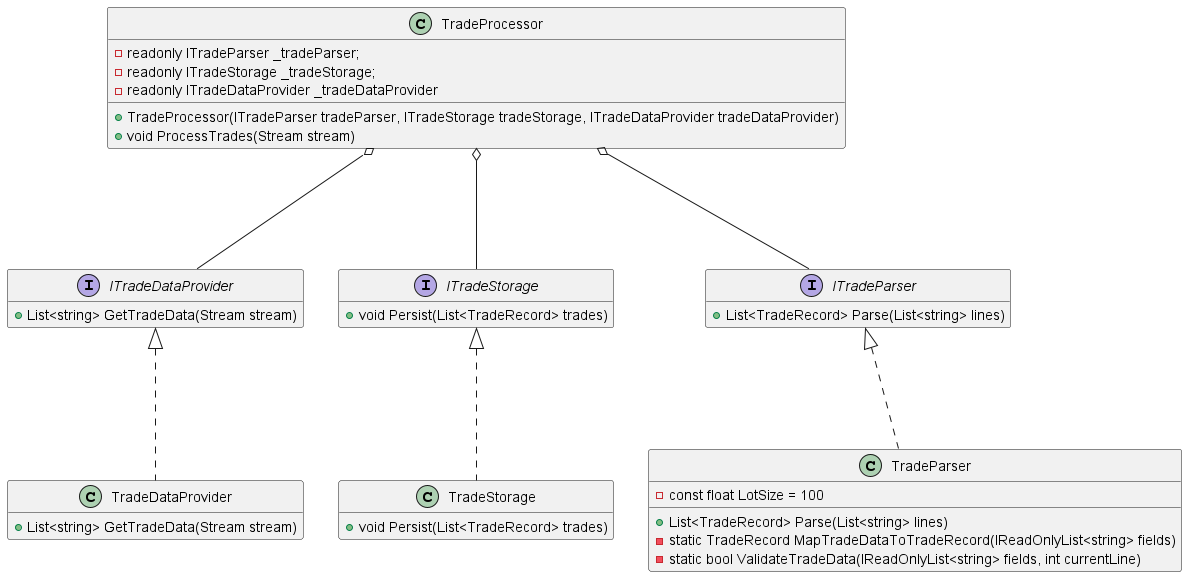 C TradeProcessor
readonly ITradeParser _tradeParser;
readonly ITradeStorage _tradeStorage;
readonly ITradeDataProvider _tradeDataProvider
TradeProcessor(ITradeParser tradeParser, ITradeStorage tradeStorage, ITradeDataProvider tradeDataProvider)
void ProcessTrades(Stream stream)
I ITradeDataProvider
List<string> GetTradeData(Stream stream)
I ITradeStorage
void Persist(List<TradeRecord> trades)
I ITradeParser
List<TradeRecord> Parse(List<string> lines)
C TradeDataProvider
List<string> GetTradeData(Stream stream)
C TradeStorage
void Persist(List<TradeRecord> trades)
C TradeParser
const float LotSize = 100
List<TradeRecord> Parse(List<string> lines)
static TradeRecord MapTradeDataToTradeRecord(IReadOnlyList<string> fields)
static bool ValidateTradeData(IReadOnlyList<string> fields, int currentLine)